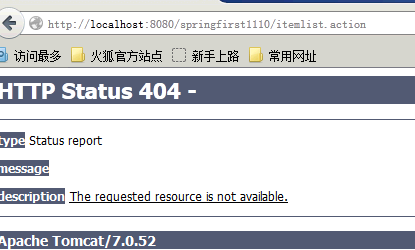 http://localhost:8080/springfirst1110/itemlist.action
访问最多 火狐官方站点 新手上路 常用网址
HTTP Status 404 -
type Status report
message
description The requested resource is not available.
Apache Tomcat/7.0.52